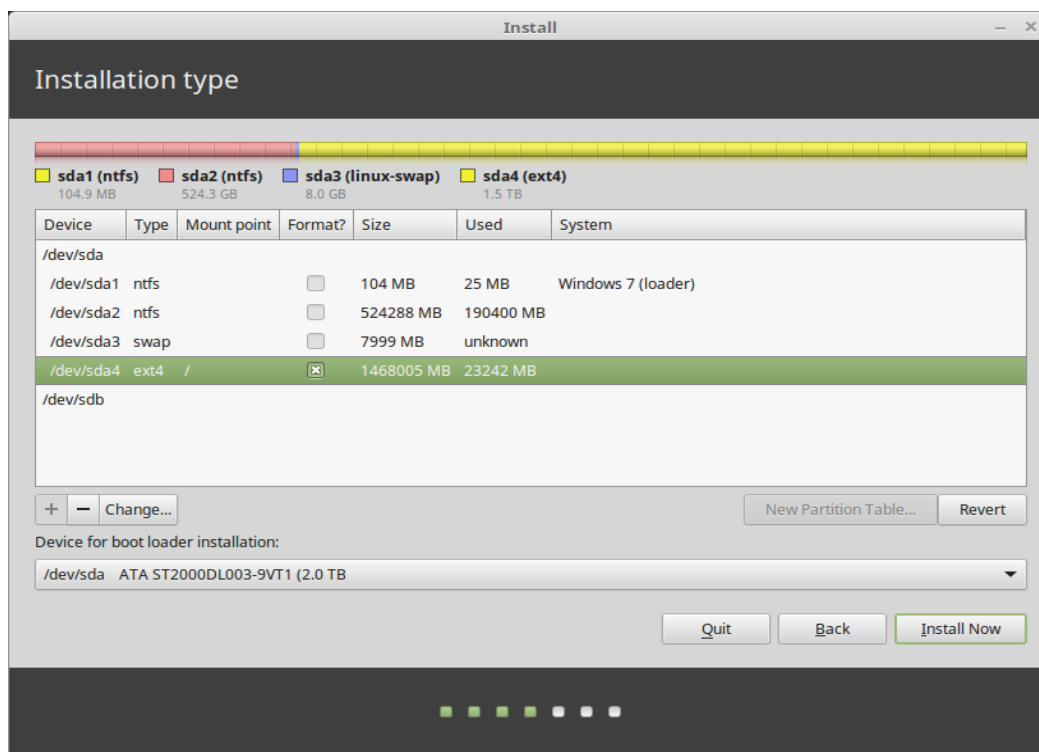 Install
Installation type
sda1 (ntfs) sda2 (ntfs) sda3 (linux-swap) sda4 (ext4)
104.9 MB 524.3 GB 8.0 GB 1.5 TB
Device Type Mount point Format? Size Used System
/dev/sda
/dev/sda1 ntfs 104 MB 25 MB Windows 7 (loader)
/dev/sda2 ntfs 524288 MB 190400 MB
/dev/sda3 swap 7999 MB unknown
/dev/sda4 ext4 / 1468005 MB 23242 MB
/dev/sdb
+ − Change... New Partition Table... Revert
Device for boot loader installation:
/dev/sda ATA ST2000DL003-9VT1 (2.0 TB
Quit Back Install Now